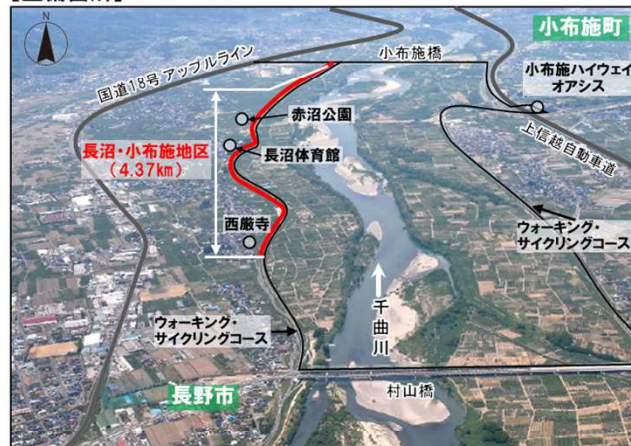 N
小布施町
小布施橋
国道18号 アップルライン
小布施ハイウェイ
オアシス
赤沼公園
上信越自動車道
長沼・小布施地区
(4.37km)
長沼体育館
西厳寺
ウォーキング・
サイクリングコース
千曲川
ウォーキング・
サイクリングコース
長野市
村山橋